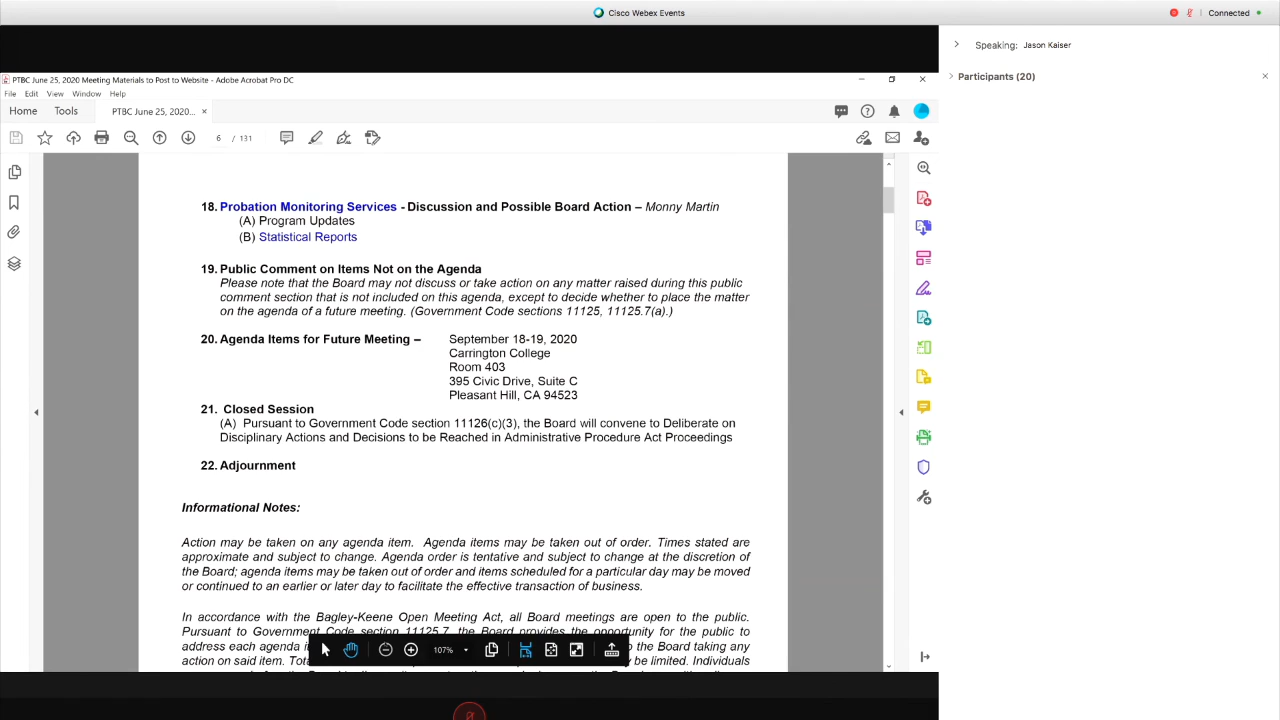 Cisco Webex Events
Connected
Speaking: Jason Kaiser
Participants (20)
PTBC June 25, 2020 Meeting Materials to Post to Website - Adobe Acrobat Pro DC
File Edit View Window Help
Home Tools PTBC June 25, 2020...
6 / 131
18. Probation Monitoring Services - Discussion and Possible Board Action – Monny Martin
(A) Program Updates
(B) Statistical Reports
19. Public Comment on Items Not on the Agenda
Please note that the Board may not discuss or take action on any matter raised during this public
comment section that is not included on this agenda, except to decide whether to place the matter
on the agenda of a future meeting. (Government Code sections 11125, 11125.7(a).)
20. Agenda Items for Future Meeting – September 18-19, 2020
Carrington College
Room 403
395 Civic Drive, Suite C
Pleasant Hill, CA 94523
21. Closed Session
(A) Pursuant to Government Code section 11126(c)(3), the Board will convene to Deliberate on
Disciplinary Actions and Decisions to be Reached in Administrative Procedure Act Proceedings
22. Adjournment
Informational Notes:
Action may be taken on any agenda item. Agenda items may be taken out of order. Times stated are
approximate and subject to change. Agenda order is tentative and subject to change at the discretion of
the Board; agenda items may be taken out of order and items scheduled for a particular day may be moved
or continued to an earlier or later day to facilitate the effective transaction of business.
In accordance with the Bagley-Keene Open Meeting Act, all Board meetings are open to the public.
Pursuant to Government Code section 11125.7, the Board provides the opportunity for the public to
address each agenda the Board taking any
action on said item. be limited. Individuals
107%